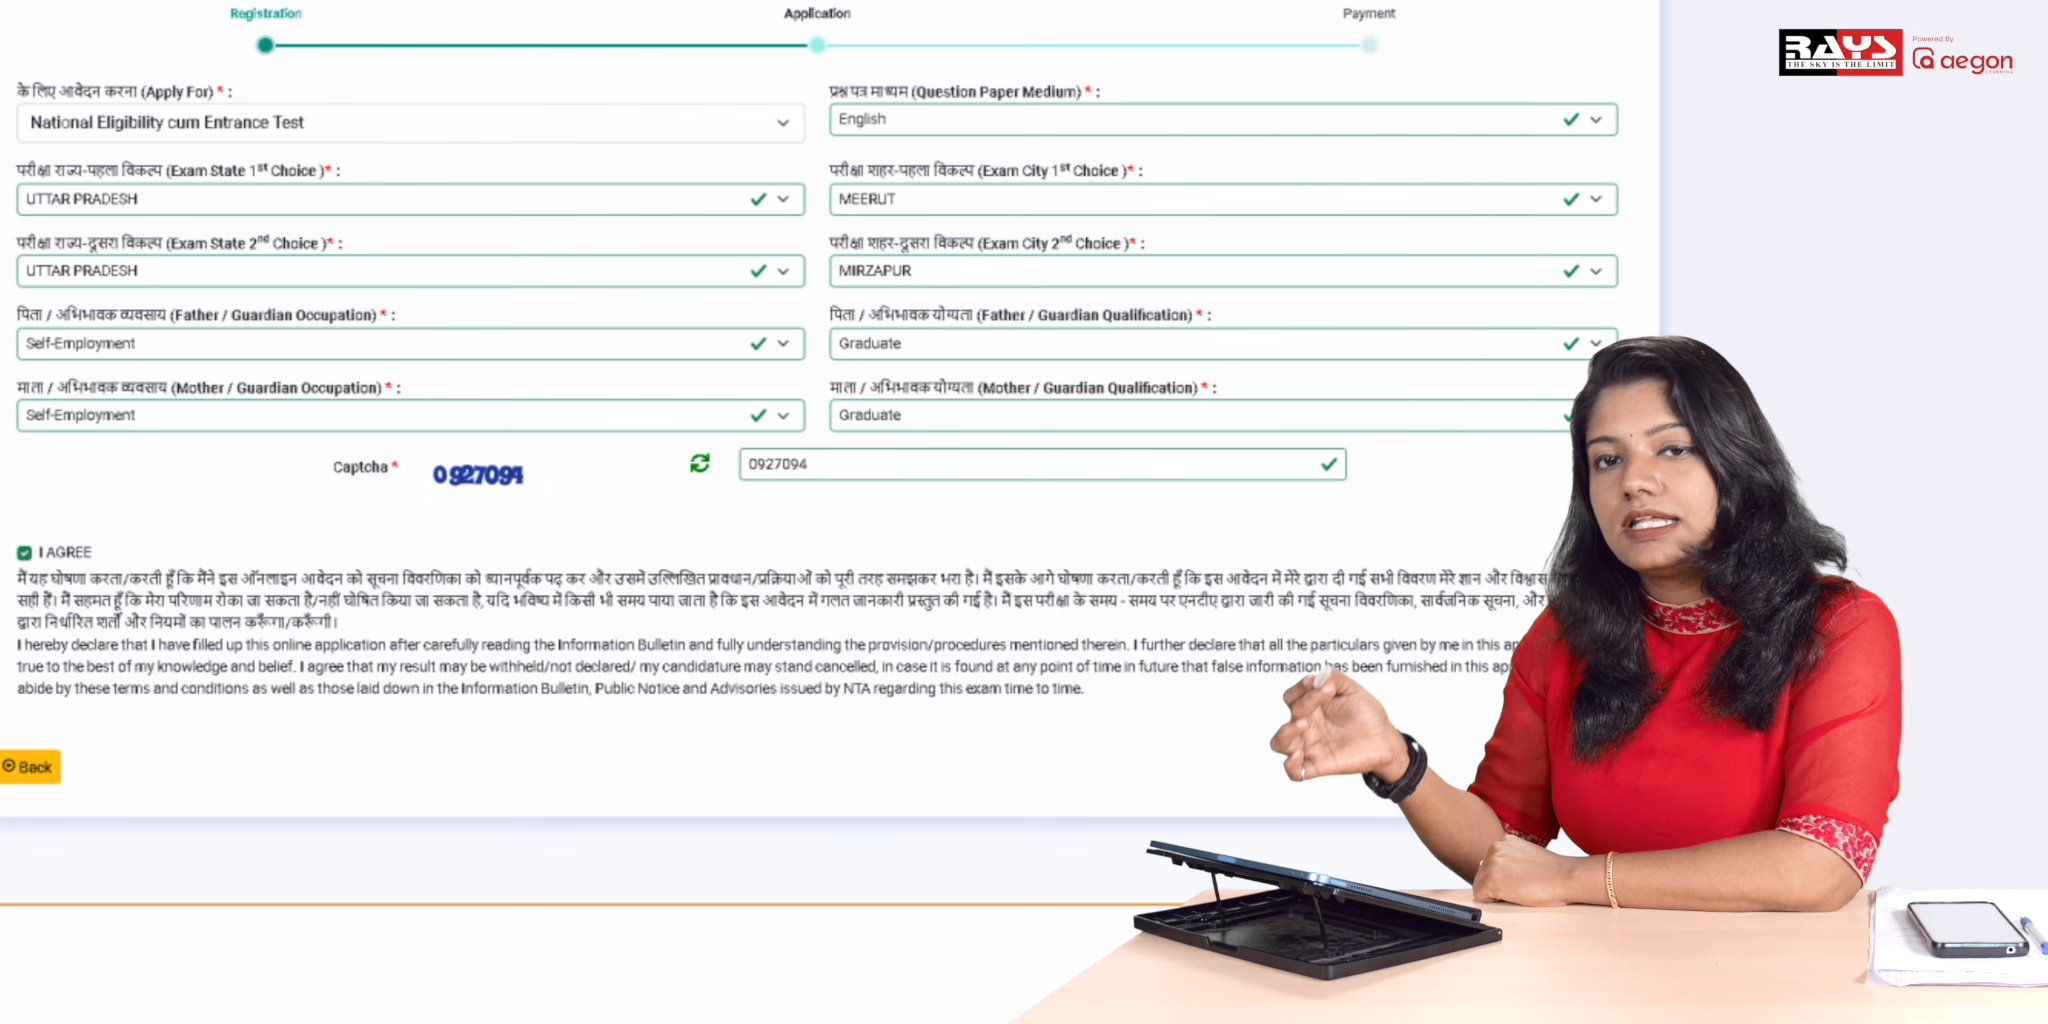 Registration
Application
Payment
RAYS
THE SKY IS THE LIMIT
Powered By
aegon
LEARNING
के लिए आवेदन करना (Apply For) * :
प्रश्न पत्र माध्यम (Question Paper Medium) * :
National Eligibility cum Entrance Test
English
परीक्षा राज्य-पहला विकल्प (Exam State 1st Choice )* :
परीक्षा शहर-पहला विकल्प (Exam City 1st Choice )* :
UTTAR PRADESH
MEERUT
परीक्षा राज्य-दूसरा विकल्प (Exam State 2nd Choice )* :
परीक्षा शहर-दूसरा विकल्प (Exam City 2nd Choice )* :
UTTAR PRADESH
MIRZAPUR
पिता / अभिभावक व्यवसाय (Father / Guardian Occupation) * :
पिता / अभिभावक योग्यता (Father / Guardian Qualification) * :
Self-Employment
Graduate
माता / अभिभावक व्यवसाय (Mother / Guardian Occupation) * :
माता / अभिभावक योग्यता (Mother / Guardian Qualification) * :
Self-Employment
Graduate
Captcha *
0927094
0927094
I AGREE
मैं यह घोषणा करता/करती हूँ कि मैंने इस ऑनलाइन आवेदन को सूचना विवरणिका को ध्यानपूर्वक पढ़ कर और उसमें उल्लिखित प्रावधान/प्रक्रियाओं को पूरी तरह समझकर भरा है। मैं इसके आगे घोषणा करता/करती हूँ कि इस आवेदन में मेरे द्वारा दी गई सभी विवरण मेरे ज्ञान और विश्वास
सही हैं। मैं सहमत हूँ कि मेरा परिणाम रोका जा सकता है/नहीं घोषित किया जा सकता है, यदि भविष्य में किसी भी समय पाया जाता है कि इस आवेदन में गलत जानकारी प्रस्तुत की गई है। मैं इस परीक्षा के समय - समय पर एनटीए द्वारा जारी की गई सूचना विवरणिका, सार्वजनिक सूचना, और
द्वारा निर्धारित शर्तों और नियमों का पालन करूँगा/करूँगी।
I hereby declare that I have filled up this online application after carefully reading the Information Bulletin and fully understanding the provision/procedures mentioned therein. I further declare that all the particulars given by me in this ap
true to the best of my knowledge and belief. I agree that my result may be withheld/not declared/ my candidature may stand cancelled, in case it is found at any point of time in future that false information has been furnished in this ap
abide by these terms and conditions as well as those laid down in the Information Bulletin, Public Notice and Advisories issued by NTA regarding this exam time to time.
Back